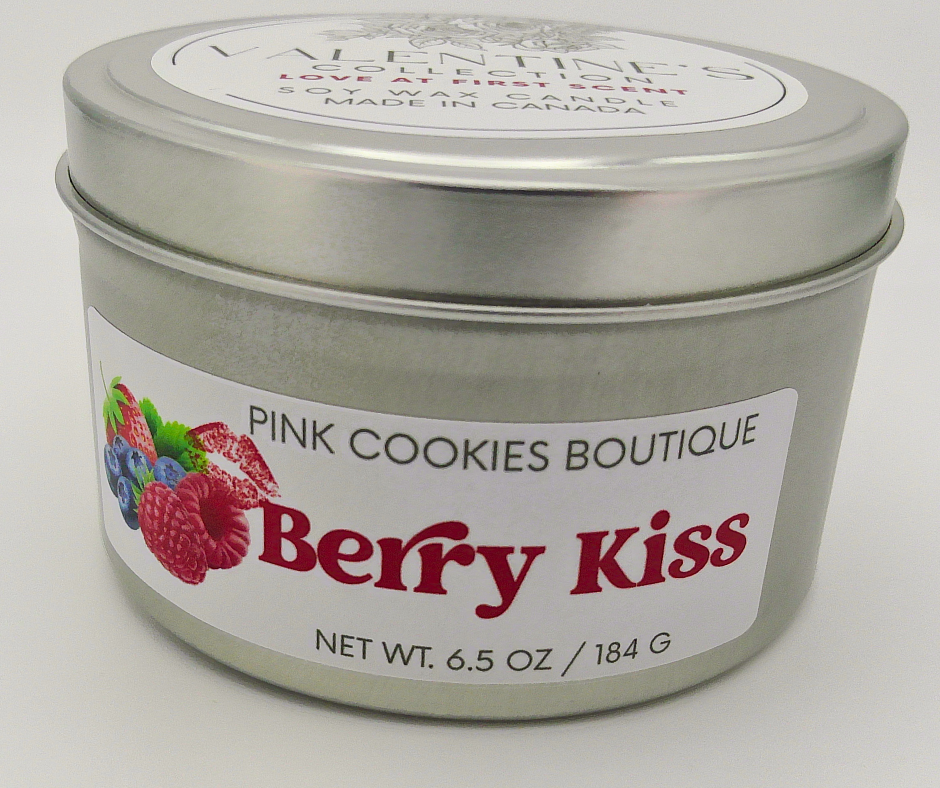 VALENTINE'S
COLLECTION
LOVE AT FIRST SCENT
SOY WAX CANDLE
MADE IN CANADA
PINK COOKIES BOUTIQUE
Berry Kiss
NET WT. 6.5 OZ / 184 G